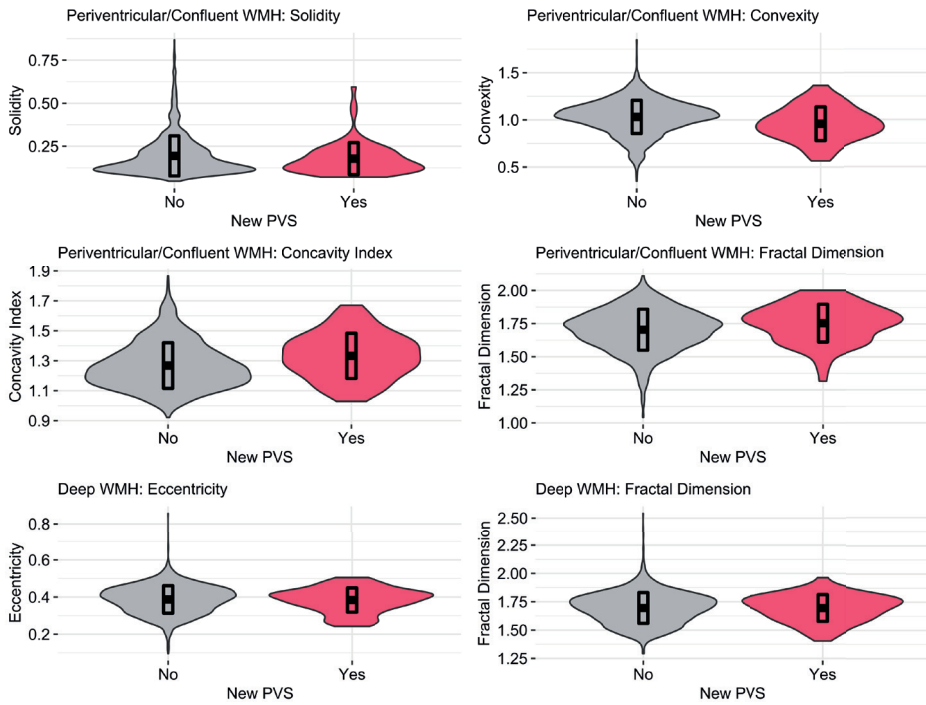 Periventricular/Confluent WMH: Solidity
Solidity
0.75
0.50
0.25
No
Yes
New PVS
Periventricular/Confluent WMH: Convexity
Convexity
1.5
1.0
0.5
No
Yes
New PVS
Periventricular/Confluent WMH: Concavity Index
Concavity Index
1.9
1.7
1.5
1.3
1.1
0.9
No
Yes
New PVS
Periventricular/Confluent WMH: Fractal Dimension
Fractal Dimension
2.00
1.75
1.50
1.25
1.00
No
Yes
New PVS
Deep WMH: Eccentricity
Eccentricity
0.8
0.6
0.4
0.2
No
Yes
New PVS
Deep WMH: Fractal Dimension
Fractal Dimension
2.50
2.25
2.00
1.75
1.50
1.25
No
Yes
New PVS